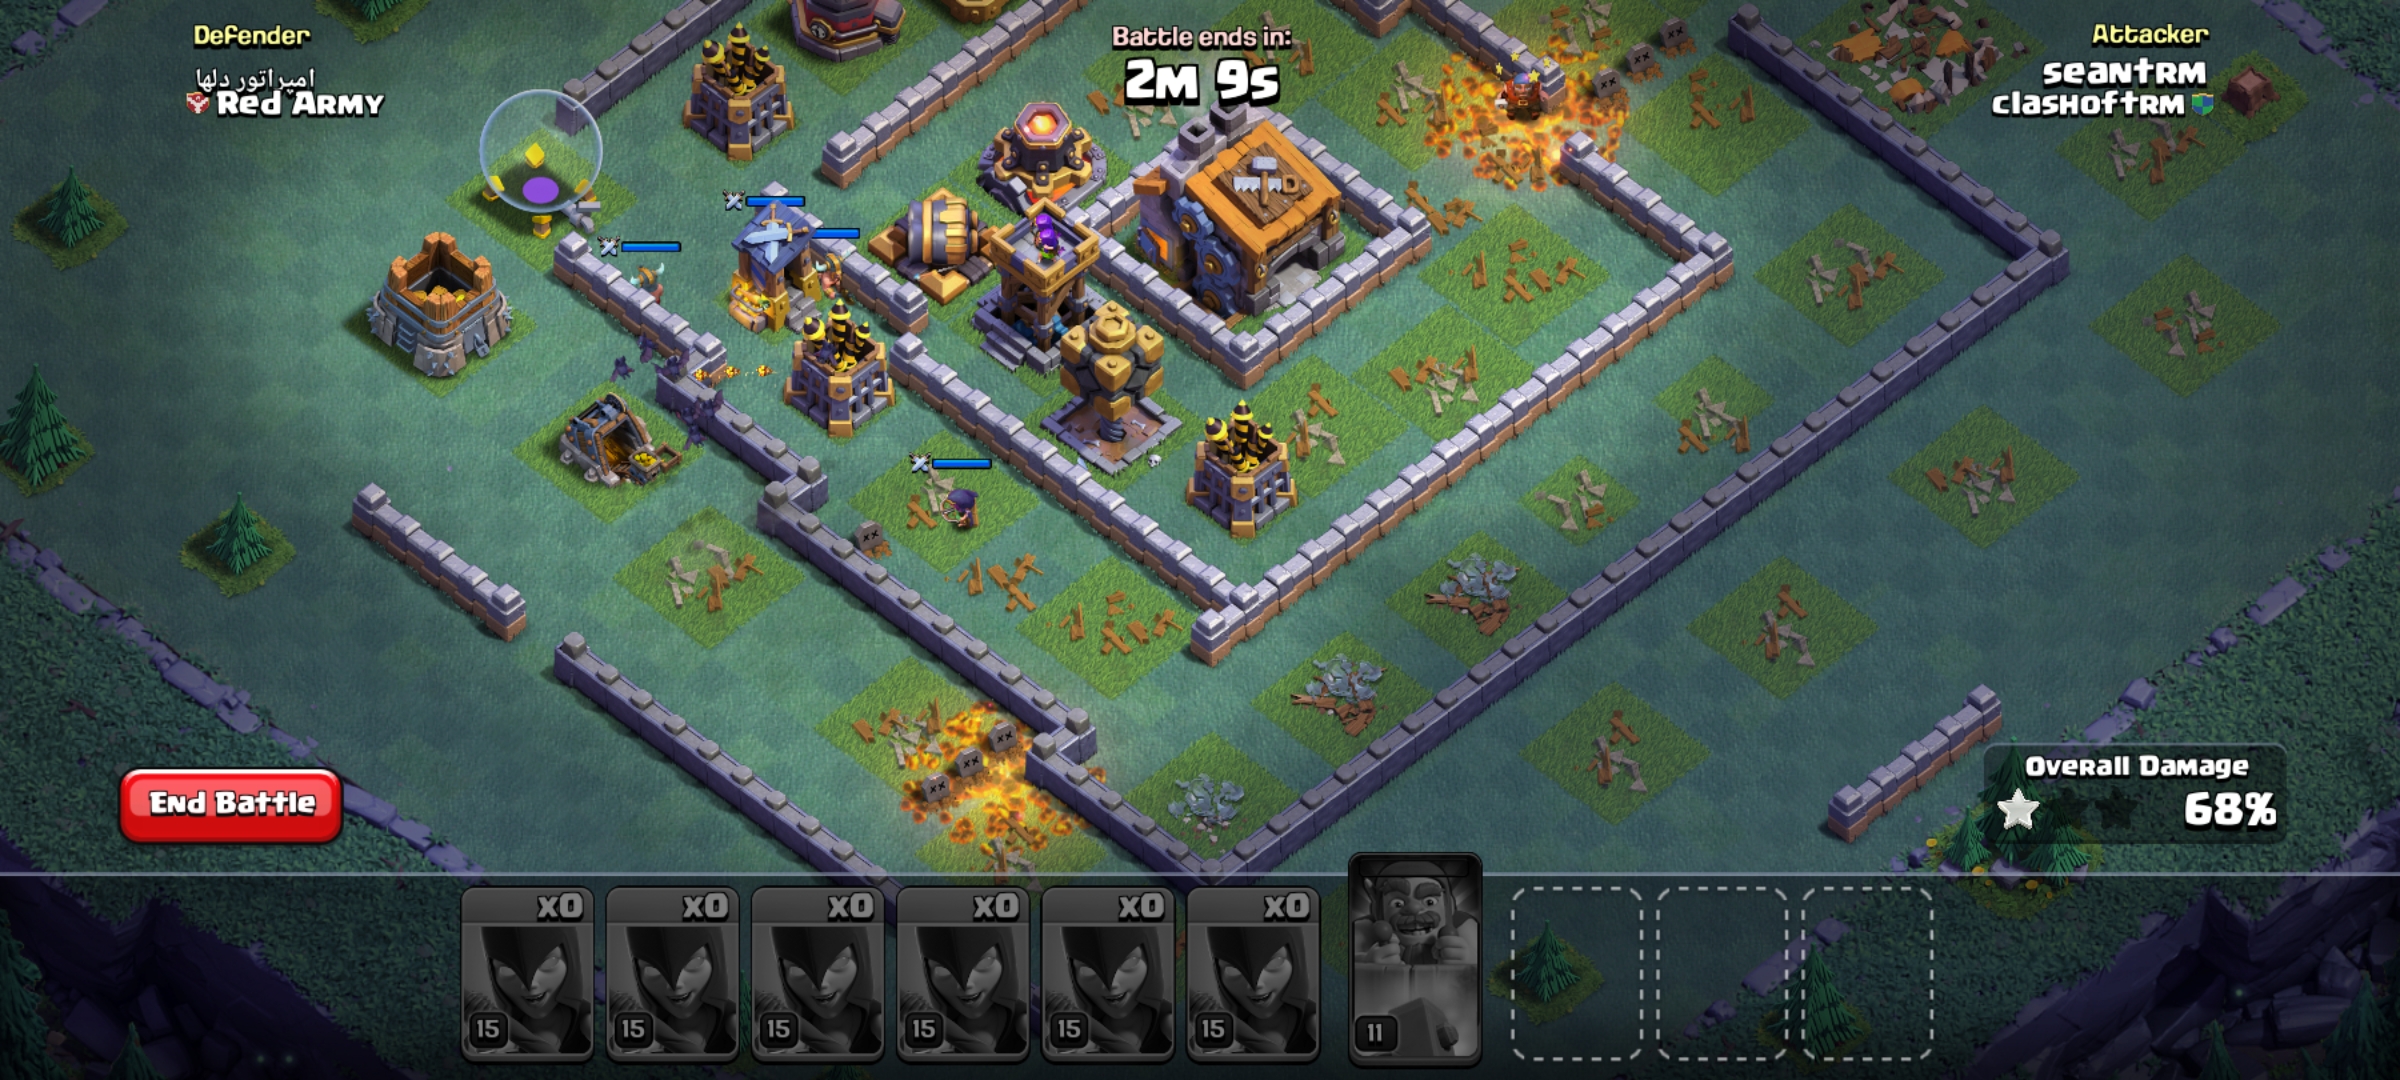 Defender
امپراتور دلها
Red Army
Battle ends in:
2M 9s
Attacker
seantrm
clashoftrm
End Battle
Overall Damage
68%
x0
x0
x0
x0
x0
x0
15
15
15
15
15
15
11